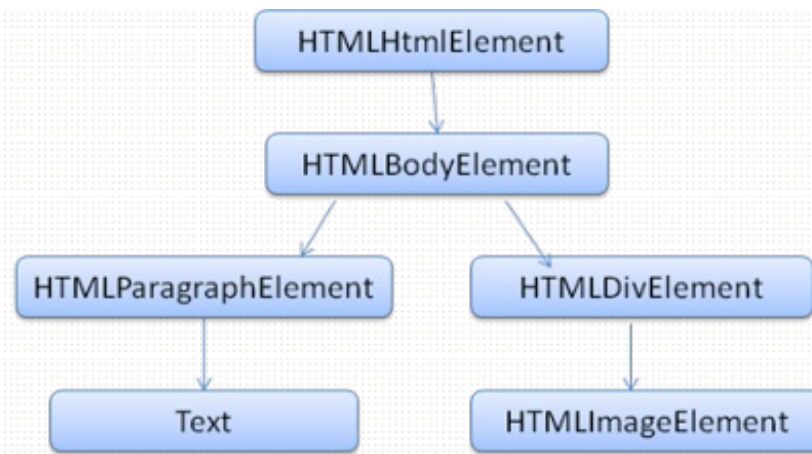 HTMLHtmlElement
HTMLBodyElement
HTMLParagraphElement
HTMLDivElement
Text
HTMLImageElement